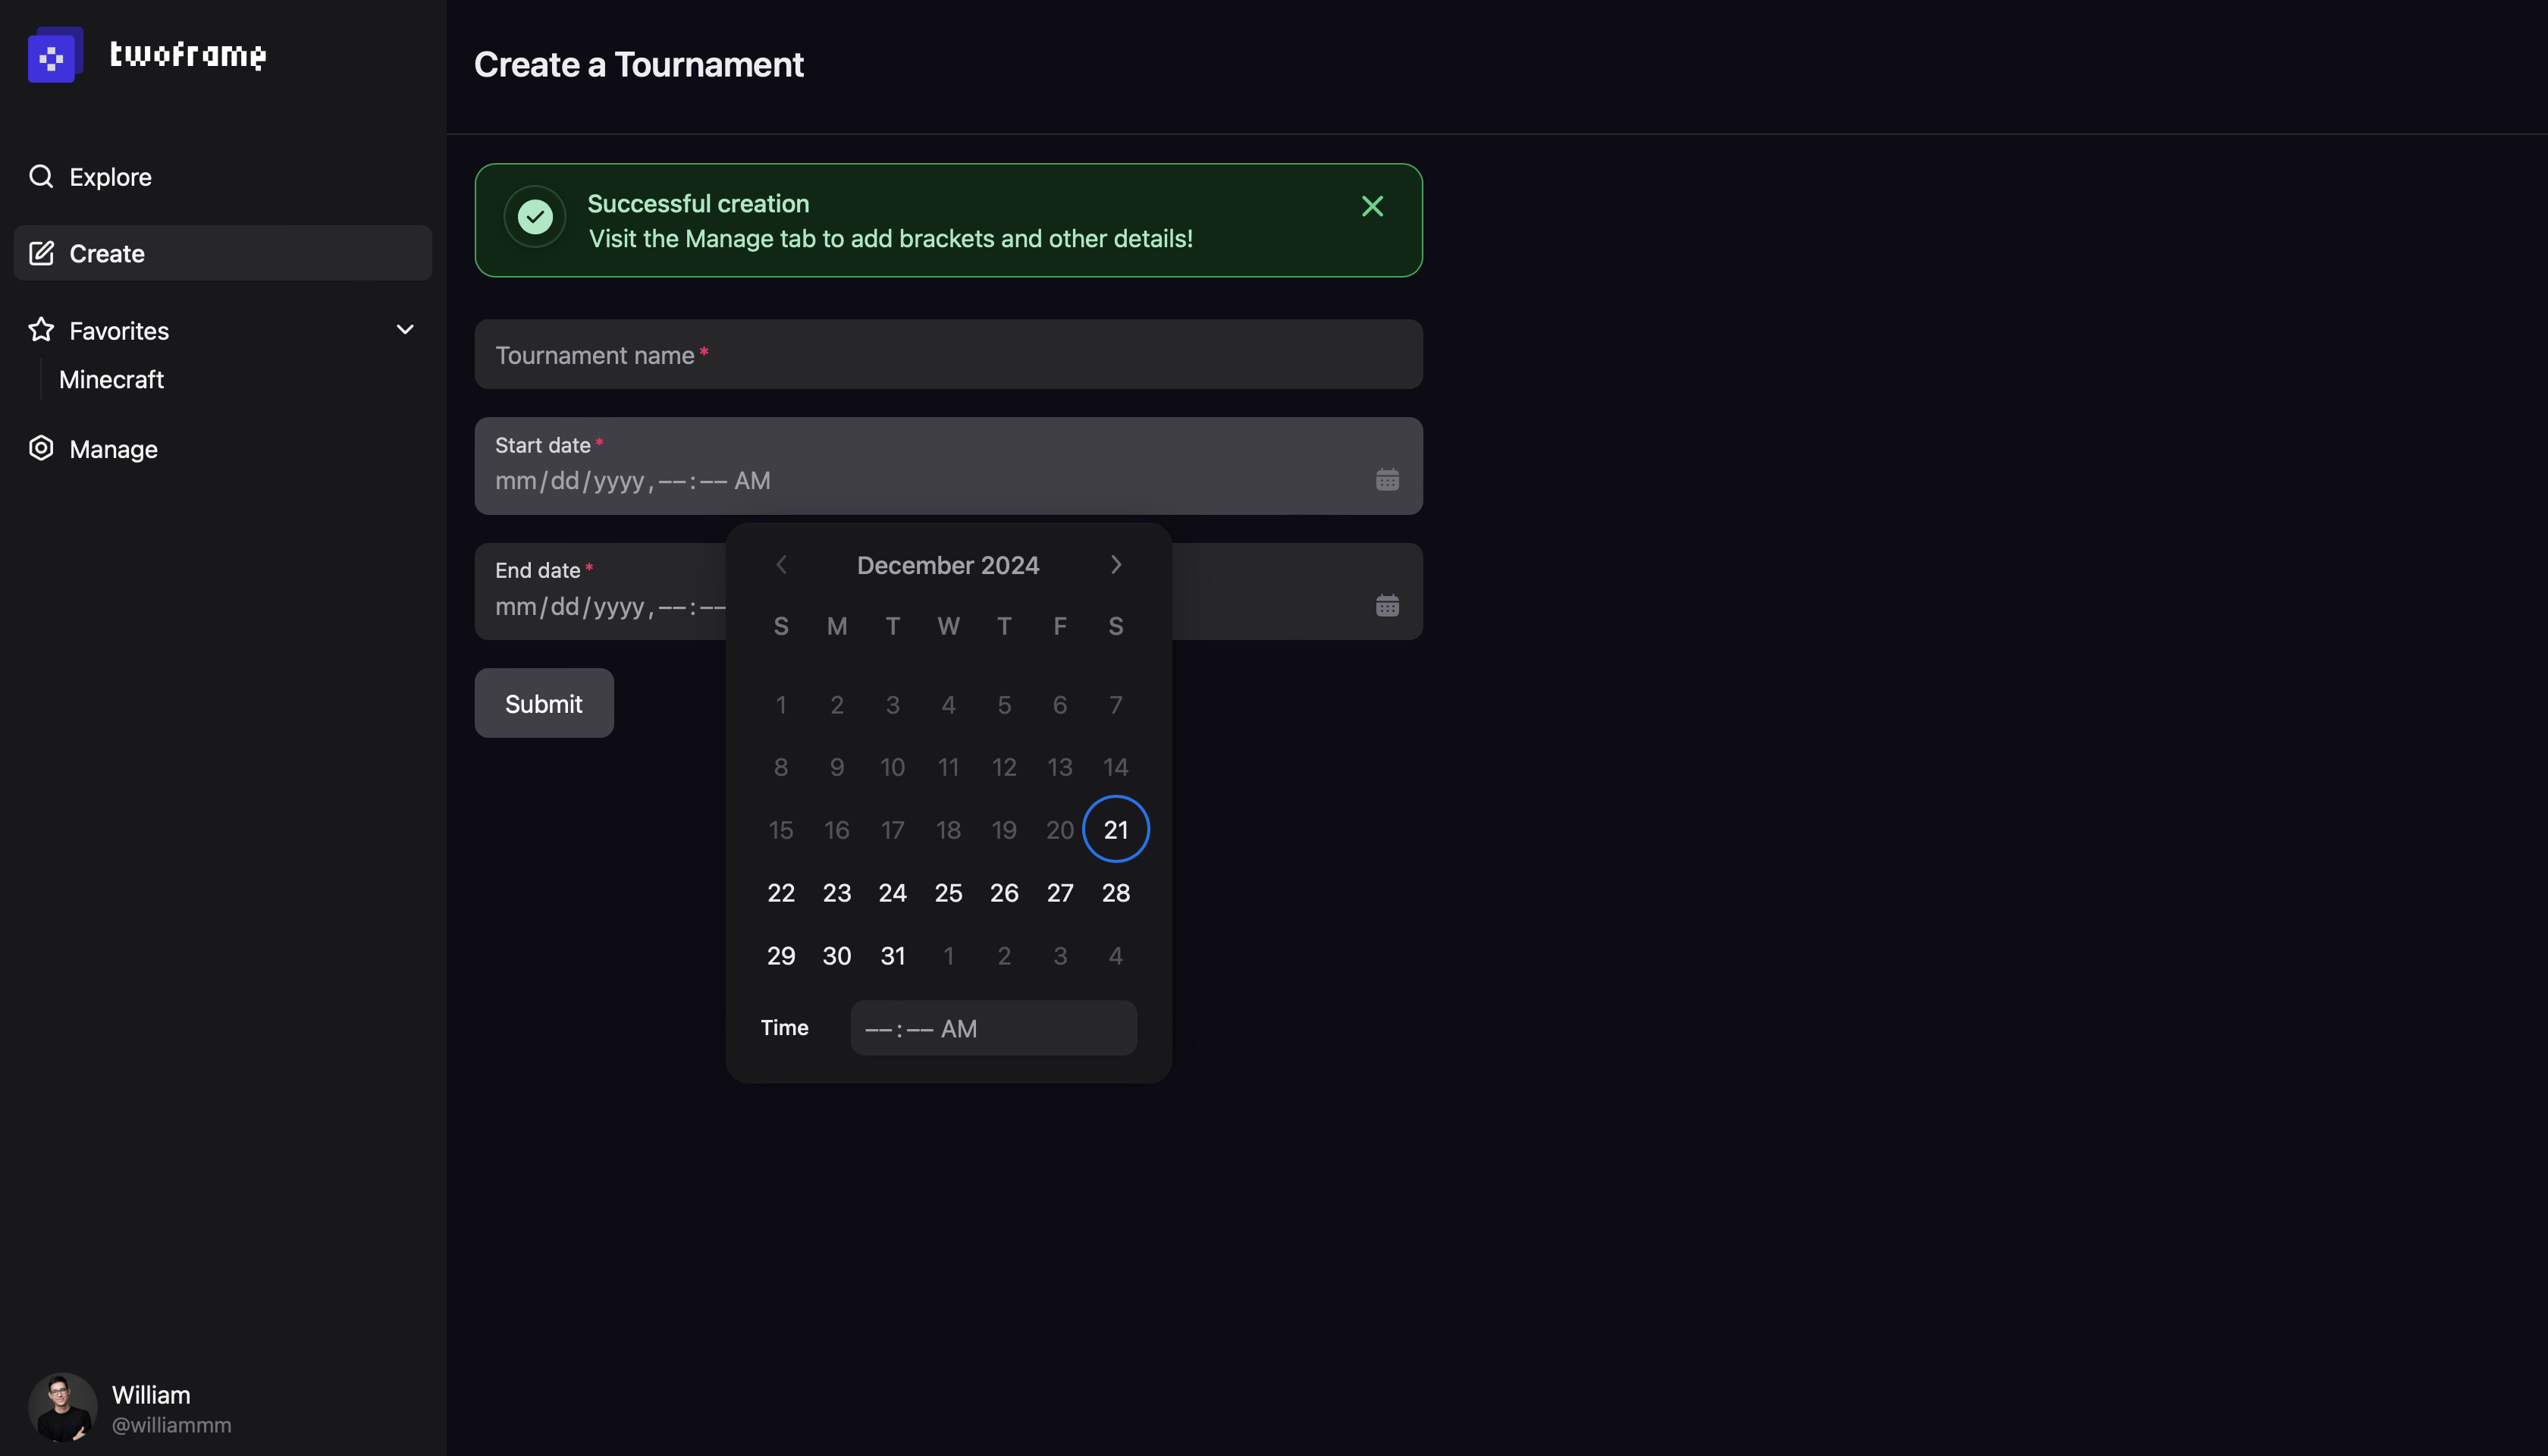 twoframe
Explore
Create
Favorites
Minecraft
Manage
William
@williammm
Create a Tournament
Successful creation
Visit the Manage tab to add brackets and other details!
Tournament name*
Start date*
mm/dd/yyyy, ––:–– AM
End date*
mm/dd/yyyy, ––:––
Submit
December 2024
S M T W T F S
1 2 3 4 5 6 7
8 9 10 11 12 13 14
15 16 17 18 19 20 21
22 23 24 25 26 27 28
29 30 31 1 2 3 4
Time ––:–– AM